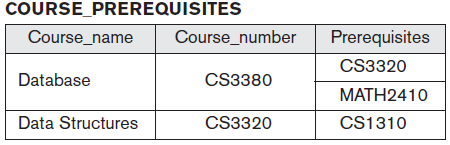 COURSE_PREREQUISITES
Course_name Course_number Prerequisites
Database CS3380 CS3320
MATH2410
Data Structures CS3320 CS1310